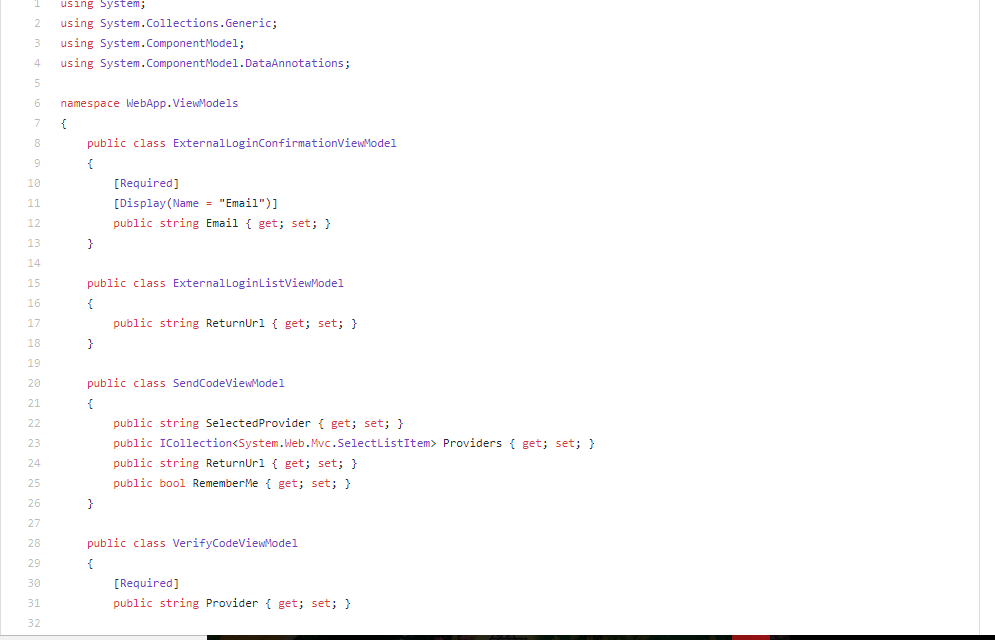 1 using System;
2 using System.Collections.Generic;
3 using System.ComponentModel;
4 using System.ComponentModel.DataAnnotations;
5
6 namespace WebApp.ViewModels
7 {
8 public class ExternalLoginConfirmationViewModel
9 {
10 [Required]
11 [Display(Name = "Email")]
12 public string Email { get; set; }
13 }
14
15 public class ExternalLoginListViewModel
16 {
17 public string ReturnUrl { get; set; }
18 }
19
20 public class SendCodeViewModel
21 {
22 public string SelectedProvider { get; set; }
23 public ICollection<System.Web.Mvc.SelectListItem> Providers { get; set; }
24 public string ReturnUrl { get; set; }
25 public bool RememberMe { get; set; }
26 }
27
28 public class VerifyCodeViewModel
29 {
30 [Required]
31 public string Provider { get; set; }
32